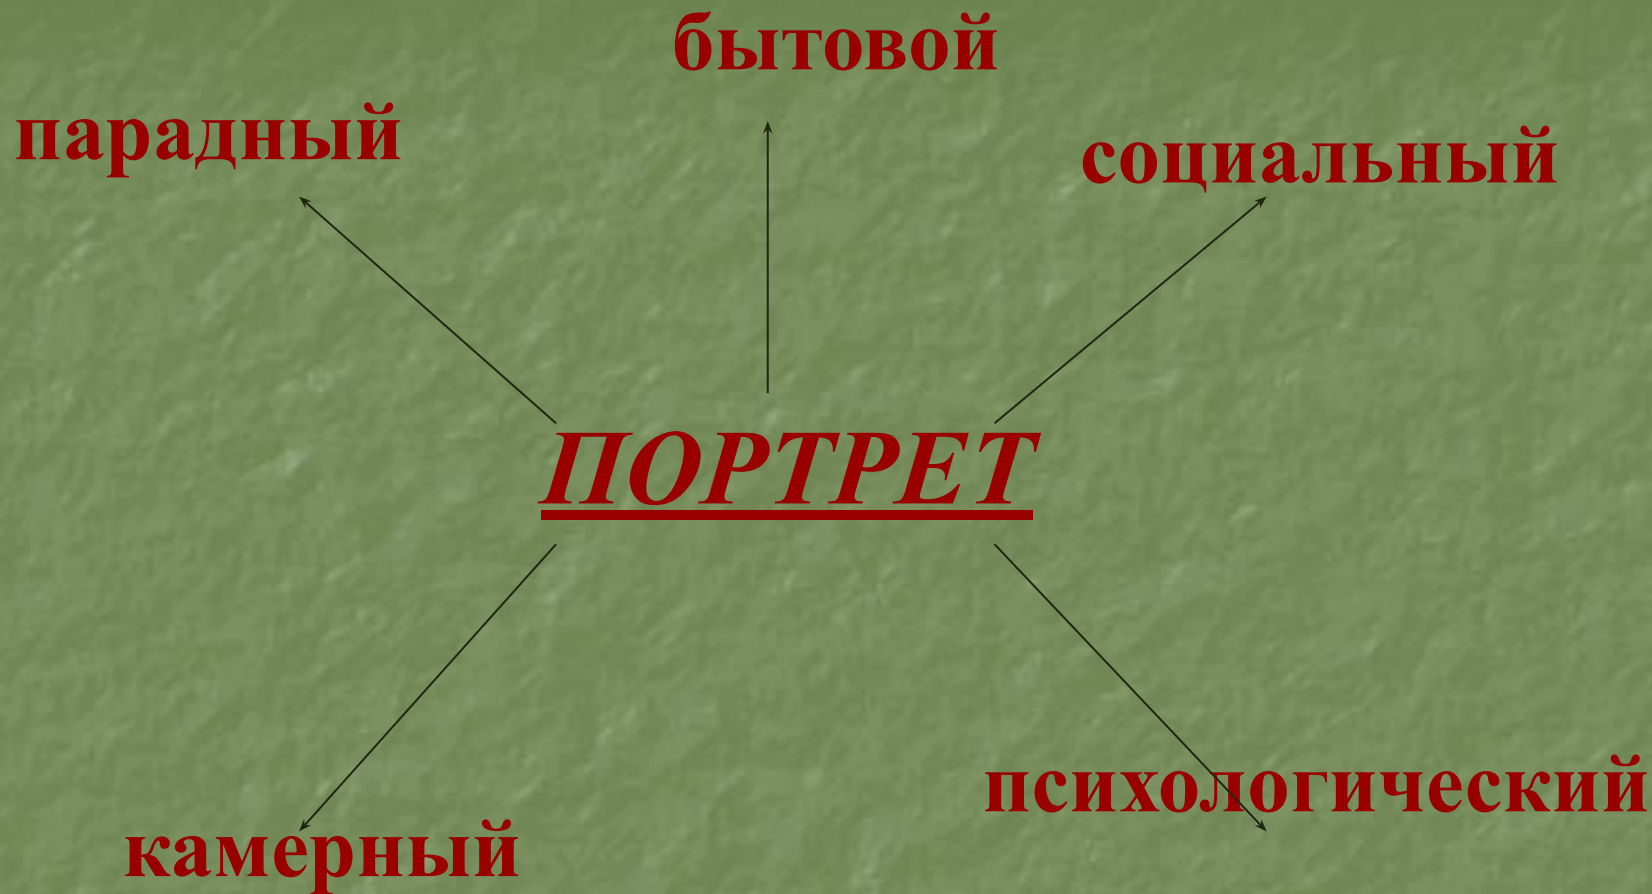 бытовой
парадный
социальный
ПОРТРЕТ
психологический
камерный